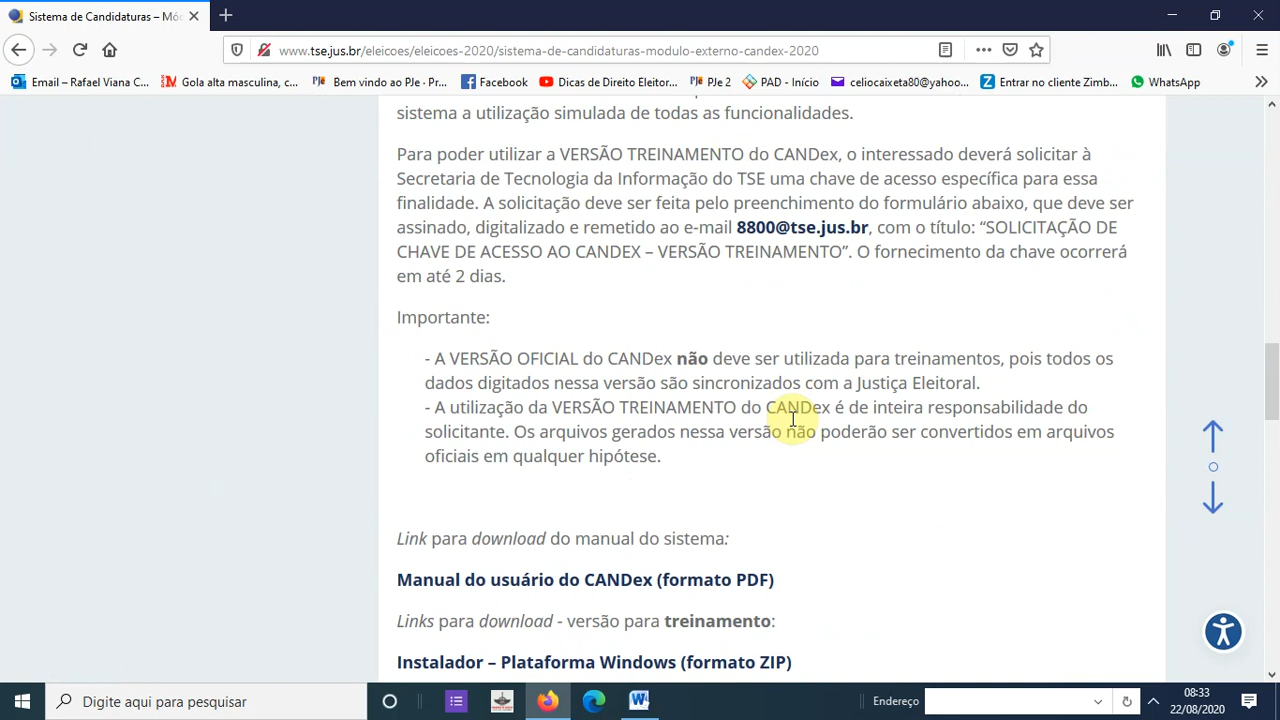 Sistema de Candidaturas – Mód
www.tse.jus.br/eleicoes/eleicoes-2020/sistema-de-candidaturas-modulo-externo-candex-2020
Email – Rafael Viana C... Gola alta masculina, c... Bem vindo ao PJe · Pr... Facebook Dicas de Direito Eleitor... PJe 2 PAD - Início celiocaixeta80@yahoo... Entrar no cliente Zimb... WhatsApp
sistema a utilização simulada de todas as funcionalidades.
Para poder utilizar a VERSÃO TREINAMENTO do CANDex, o interessado deverá solicitar à
Secretaria de Tecnologia da Informação do TSE uma chave de acesso específica para essa
finalidade. A solicitação deve ser feita pelo preenchimento do formulário abaixo, que deve ser
assinado, digitalizado e remetido ao e-mail 8800@tse.jus.br, com o título: “SOLICITAÇÃO DE
CHAVE DE ACESSO AO CANDEX – VERSÃO TREINAMENTO”. O fornecimento da chave ocorrerá
em até 2 dias.
Importante:
- A VERSÃO OFICIAL do CANDex não deve ser utilizada para treinamentos, pois todos os
dados digitados nessa versão são sincronizados com a Justiça Eleitoral.
- A utilização da VERSÃO TREINAMENTO do CANDex é de inteira responsabilidade do
solicitante. Os arquivos gerados nessa versão não poderão ser convertidos em arquivos
oficiais em qualquer hipótese.
Link para download do manual do sistema:
Manual do usuário do CANDex (formato PDF)
Links para download - versão para treinamento:
Instalador – Plataforma Windows (formato ZIP)
Digite aqui para pesquisar
Endereço
08:33
22/08/2020